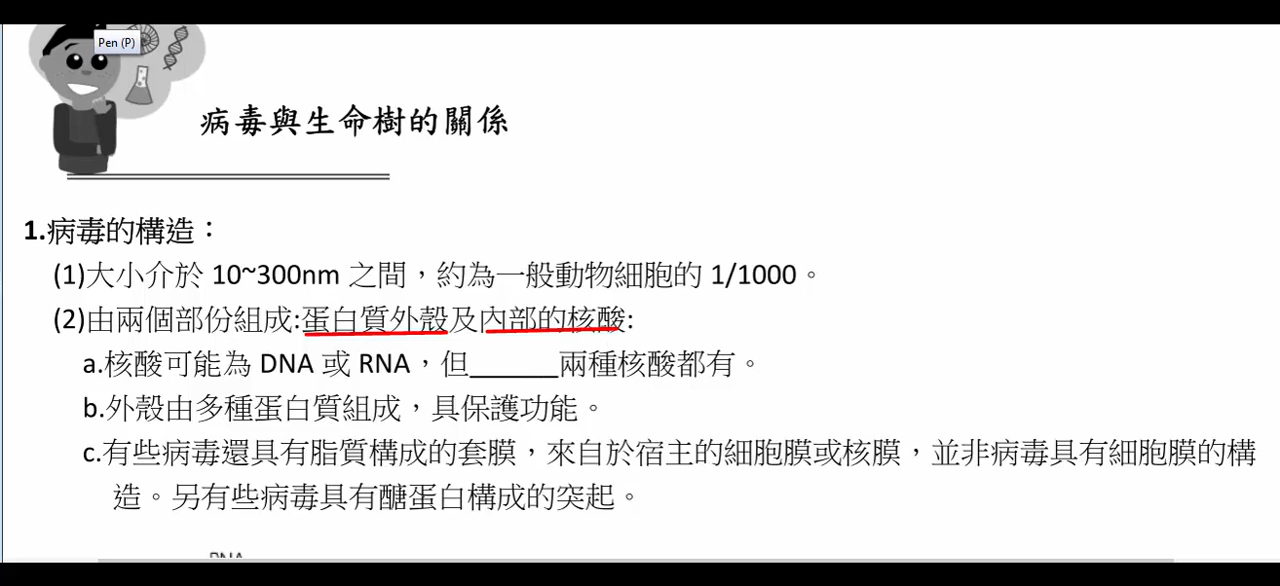 Pen (P)
病毒與生命樹的關係
1.病毒的構造：
(1)大小介於 10~300nm 之間，約為一般動物細胞的 1/1000。
(2)由兩個部份組成:蛋白質外殼及內部的核酸:
a.核酸可能為 DNA 或 RNA，但______兩種核酸都有。
b.外殼由多種蛋白質組成，具保護功能。
c.有些病毒還具有脂質構成的套膜，來自於宿主的細胞膜或核膜，並非病毒具有細胞膜的構
造。另有些病毒具有醣蛋白構成的突起。